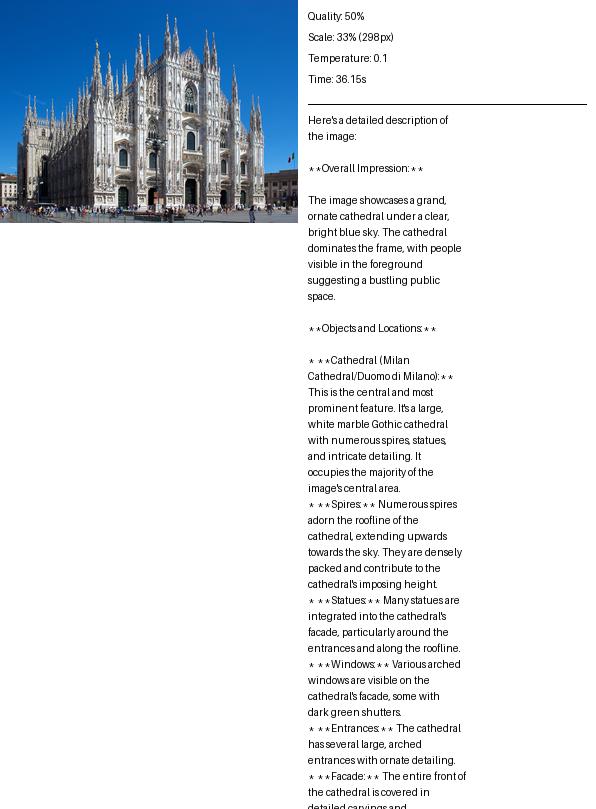 Quality: 50%
Scale: 33% (298px)
Temperature: 0.1
Time: 36.15s
Here's a detailed description of
the image:
**Overall Impression:**
The image showcases a grand,
ornate cathedral under a clear,
bright blue sky. The cathedral
dominates the frame, with people
visible in the foreground
suggesting a bustling public
space.
**Objects and Locations:**
* **Cathedral (Milan
Cathedral/Duomo di Milano):**
This is the central and most
prominent feature. It's a large,
white marble Gothic cathedral
with numerous spires, statues,
and intricate detailing. It
occupies the majority of the
image's central area.
* **Spires:** Numerous spires
adorn the roofline of the
cathedral, extending upwards
towards the sky. They are densely
packed and contribute to the
cathedral's imposing height.
* **Statues:** Many statues are
integrated into the cathedral's
facade, particularly around the
entrances and along the roofline.
* **Windows:** Various arched
windows are visible on the
cathedral's facade, some with
dark green shutters.
* **Entrances:** The cathedral
has several large, arched
entrances with ornate detailing.
* **Facade:** The entire front of
the cathedral is covered in
detailed carvings and